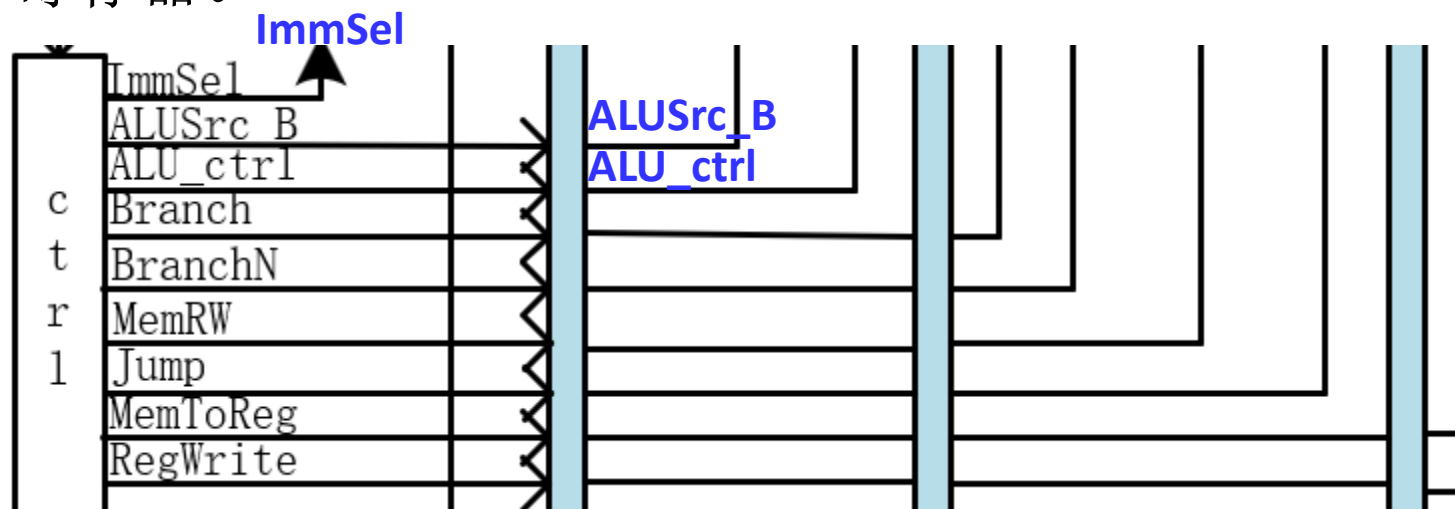 ImmSel
ImmSel
ALUSrc_B
ALUSrc_B
ALU_ctrl
ALU_ctrl
Branch
BranchN
MemRW
Jump
MemToReg
RegWrite
c
t
r
l